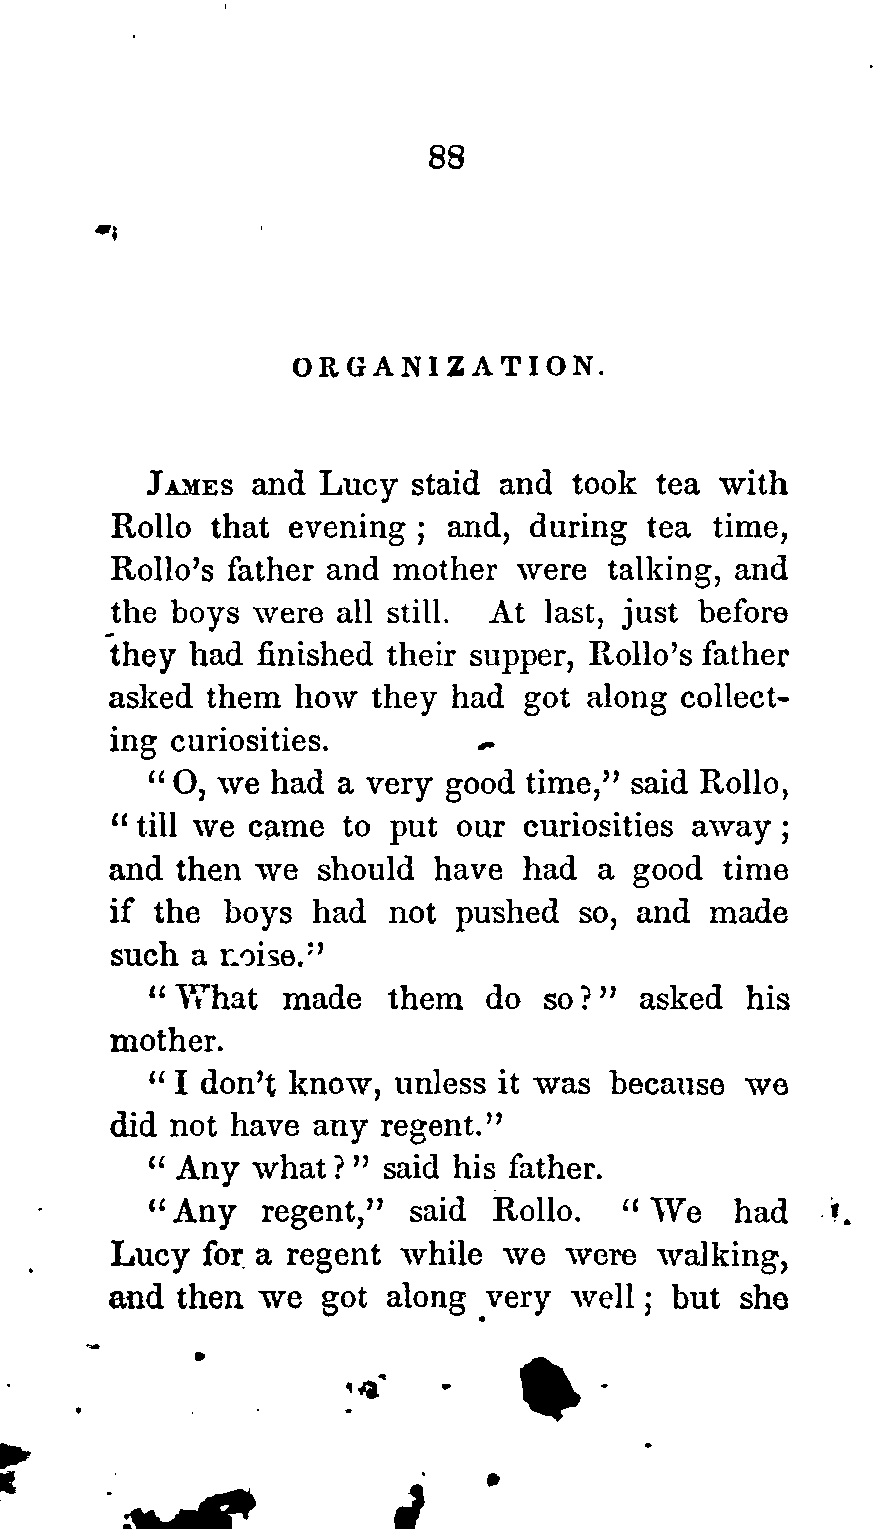 88
ORGANIZATION.
JAMES and Lucy staid and took tea with
Rollo that evening ; and, during tea time,
Rollo's father and mother were talking, and
the boys were all still. At last, just before
they had finished their supper, Rollo's father
asked them how they had got along collect-
ing curiosities.
" O, we had a very good time," said Rollo,
" till we came to put our curiosities away ;
and then we should have had a good time
if the boys had not pushed so, and made
such a noise."
" What made them do so ? " asked his
mother.
" I don't know, unless it was because we
did not have any regent."
" Any what ? " said his father.
" Any regent," said Rollo. " We had
Lucy for a regent while we were walking,
and then we got along very well ; but she